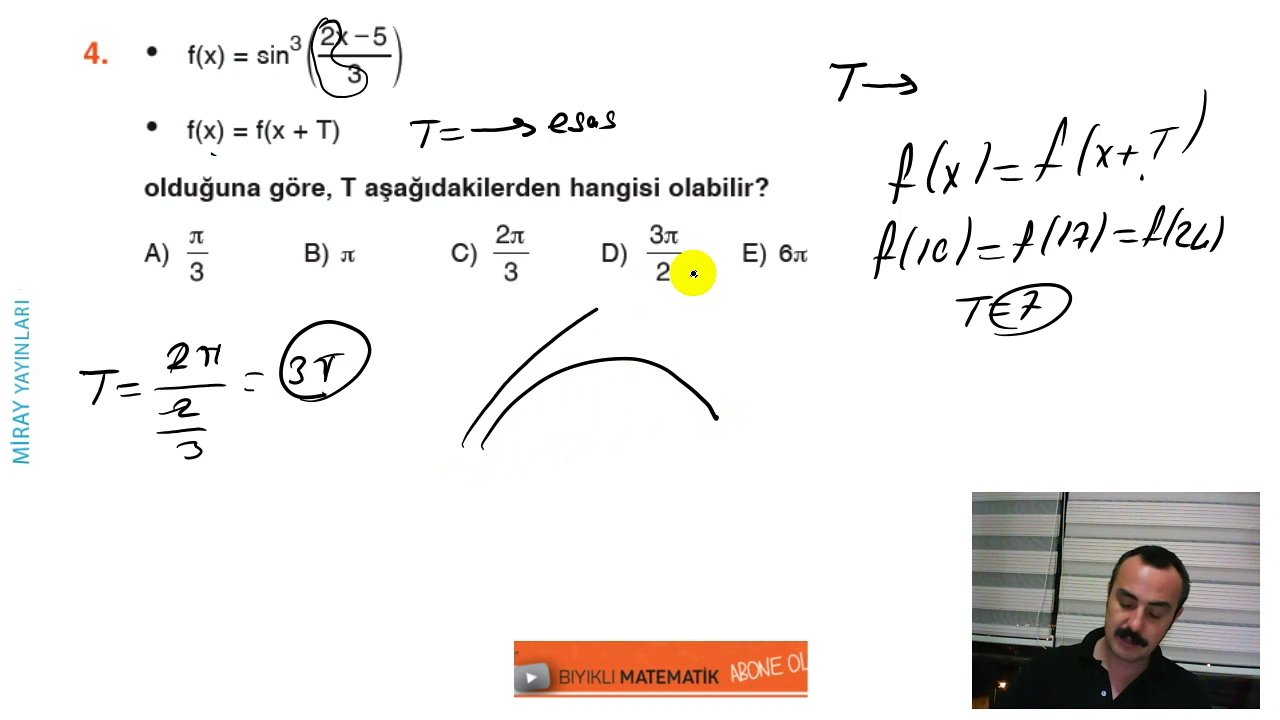 4. • f(x) = sin³ ((2x – 5)/3)
• f(x) = f(x + T) T = → esas
olduğuna göre, T aşağıdakilerden hangisi olabilir?
A) π/3 B) π C) 2π/3 D) 3π/2 E) 6π
T →
f(x) = f(x + T)
f(10) = f(17) = f(24)
T = 7
T = 2π/(2/3) = 3π
MİRAY YAYINLARI
BIYIKLI MATEMATİK ABONE OL